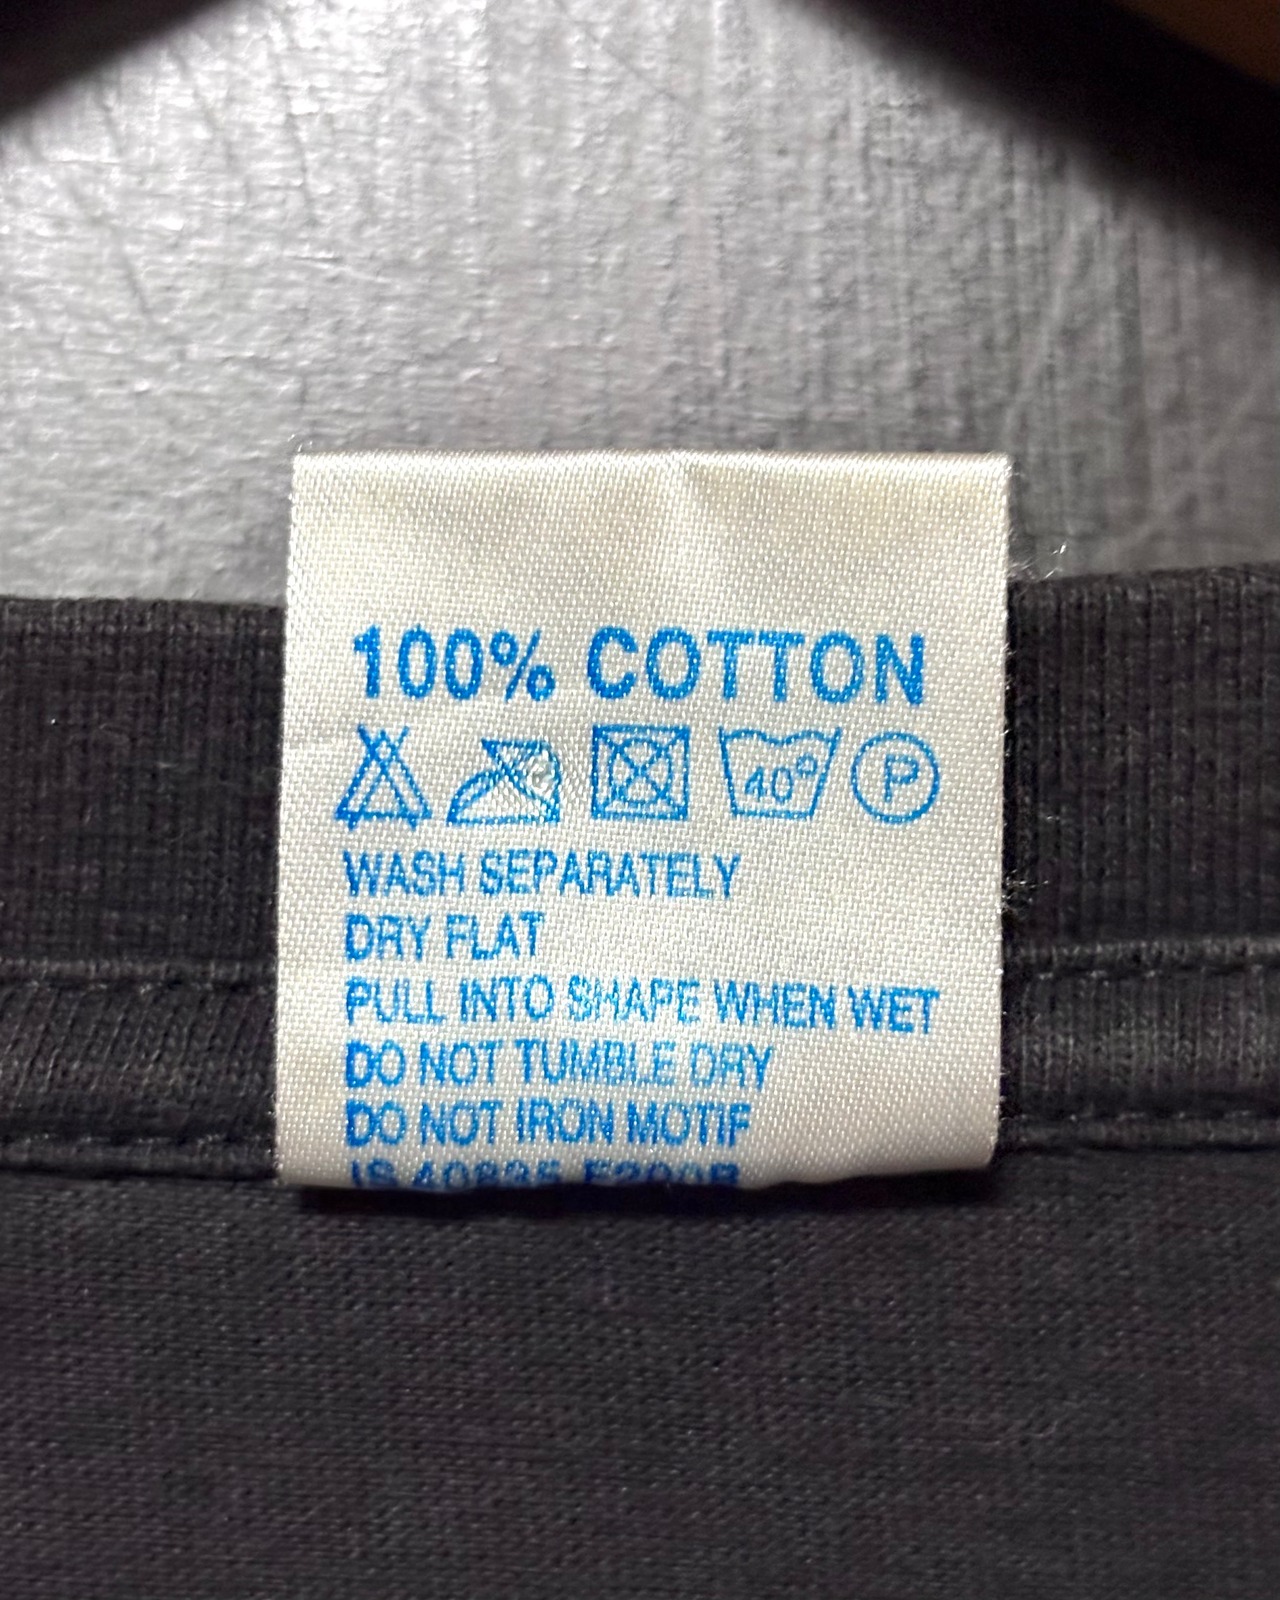 100% COTTON
40°
P
WASH SEPARATELY
DRY FLAT
PULL INTO SHAPE WHEN WET
DO NOT TUMBLE DRY
DO NOT IRON MOTIF